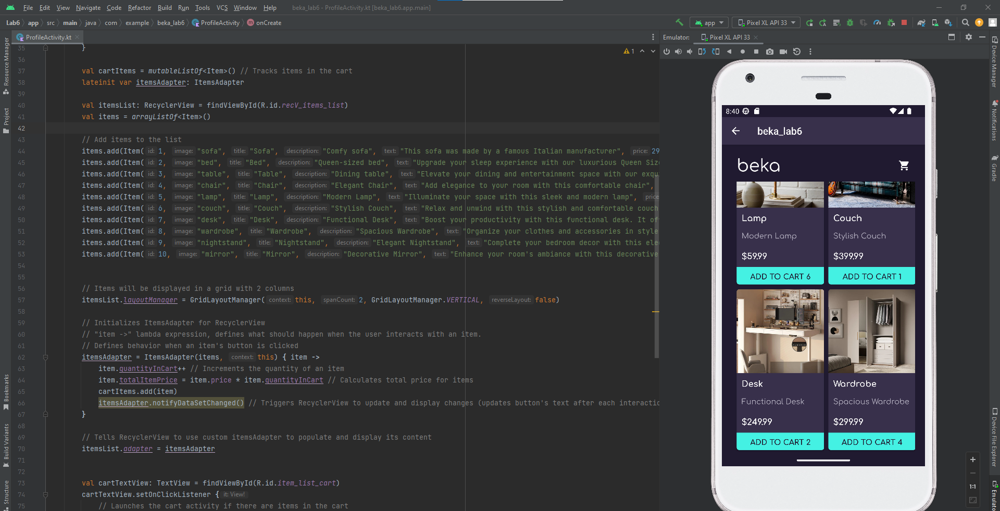 File Edit View Navigate Code Refactor Build Run Tools VCS Window Help beka_lab6 - ProfileActivity.kt [beka_lab6.app.main]
Lab6 app src main java com example beka_lab6 ProfileActivity m onCreate app Pixel XL API 33
ProfileActivity.kt
Emulator: Pixel XL API 33
Resource Manager
Project
Bookmarks
Build Variants
Structure
1
35 }
36
37 val cartItems = mutableListOf<Item>() // Tracks items in the cart
38 lateinit var itemsAdapter: ItemsAdapter
39
40 val itemsList: RecyclerView = findViewById(R.id.recV_items_list)
41 val items = arrayListOf<Item>()
42
43 // Add items to the list
44 items.add(Item( id: 1, image: "sofa", title: "Sofa", description: "Comfy sofa", text: "This sofa was made by a famous Italian manufacturer", price: 29
45 items.add(Item( id: 2, image: "bed", title: "Bed", description: "Queen-sized bed", text: "Upgrade your sleep experience with our luxurious Queen Siz
46 items.add(Item( id: 3, image: "table", title: "Table", description: "Dining table", text: "Elevate your dining and entertainment space with our exqu
47 items.add(Item( id: 4, image: "chair", title: "Chair", description: "Elegant Chair", text: "Add elegance to your room with this comfortable chair",
48 items.add(Item( id: 5, image: "lamp", title: "Lamp", description: "Modern Lamp", text: "Illuminate your space with this sleek and modern lamp", price
49 items.add(Item( id: 6, image: "couch", title: "Couch", description: "Stylish Couch", text: "Relax and unwind with this stylish and comfortable couch
50 items.add(Item( id: 7, image: "desk", title: "Desk", description: "Functional Desk", text: "Boost your productivity with this functional desk. It of
51 items.add(Item( id: 8, image: "wardrobe", title: "Wardrobe", description: "Spacious Wardrobe", text: "Organize your clothes and accessories in style
52 items.add(Item( id: 9, image: "nightstand", title: "Nightstand", description: "Elegant Nightstand", text: "Complete your bedroom decor with this ele
53 items.add(Item( id: 10, image: "mirror", title: "Mirror", description: "Decorative Mirror", text: "Enhance your room's ambiance with this decorative
54
55
56 // Items will be displayed in a grid with 2 columns
57 itemsList.layoutManager = GridLayoutManager( context: this, spanCount: 2, GridLayoutManager.VERTICAL, reverseLayout: false)
58
59 // Initializes ItemsAdapter for RecyclerView
60 // "item ->" lambda expression, defines what should happen when the user interacts with an item.
61 // Defines behavior when an item's button is clicked
62 itemsAdapter = ItemsAdapter(items, context: this) { item ->
63 item.quantityInCart++ // Increments the quantity of an item
64 item.totalItemPrice = item.price * item.quantityInCart // Calculates total price for items
65 cartItems.add(item)
66 itemsAdapter.notifyDataSetChanged() // Triggers RecyclerView to update and display changes (updates button's text after each interactio
67 }
68
69 // Tells RecyclerView to use custom itemsAdapter to populate and display its content
70 itemsList.adapter = itemsAdapter
71
72
73 val cartTextView: TextView = findViewById(R.id.item_list_cart)
74 cartTextView.setOnClickListener { it: View!
75 // Launches the cart activity if there are items in the cart
8:40
beka_lab6
beka
Lamp
Modern Lamp
$59.99
ADD TO CART 6
Couch
Stylish Couch
$399.99
ADD TO CART 1
Desk
Functional Desk
$249.99
ADD TO CART 2
Wardrobe
Spacious Wardrobe
$299.99
ADD TO CART 4
1:1
Device Manager
Notifications
Gradle
Device File Explorer
Emulato